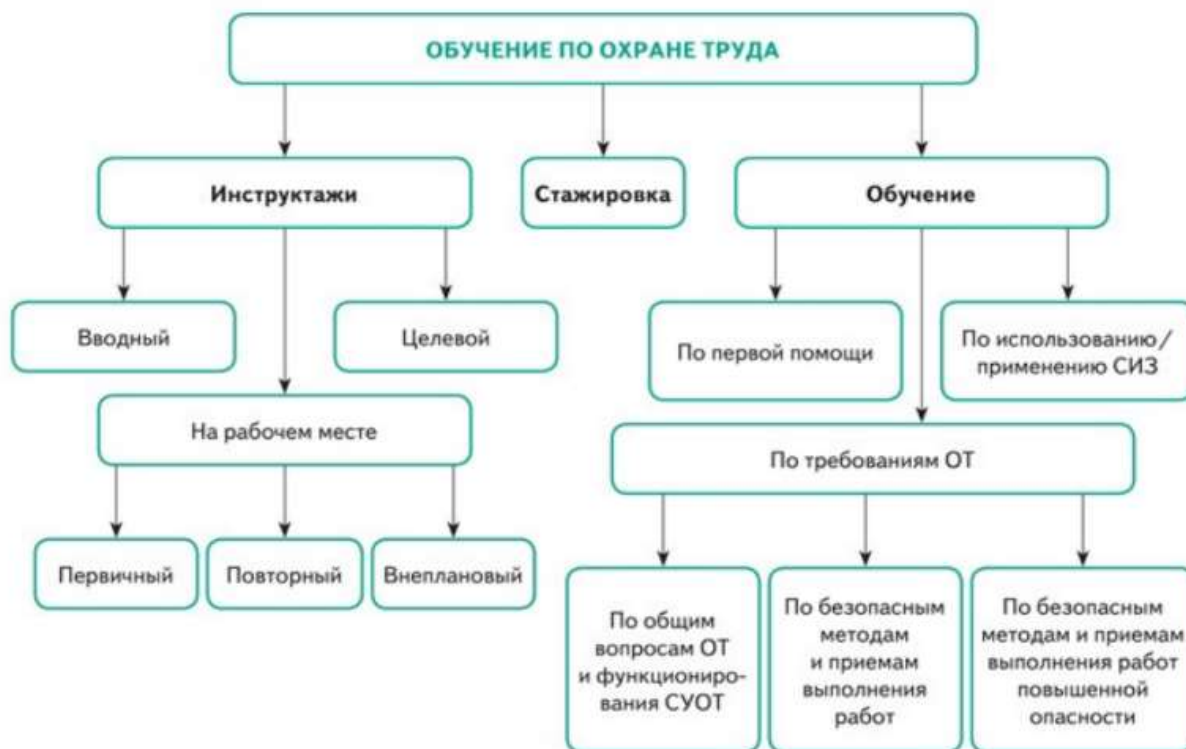 ОБУЧЕНИЕ ПО ОХРАНЕ ТРУДА
Инструктажи
Стажировка
Обучение
Вводный
Целевой
По первой помощи
По использованию/
применению СИЗ
На рабочем месте
По требованиям ОТ
Первичный
Повторный
Внеплановый
По общим
вопросам ОТ
и функциониро-
вания СУОТ
По безопасным
методам
и приемам
выполнения
работ
По безопасным
методам и приемам
выполнения работ
повышенной
опасности